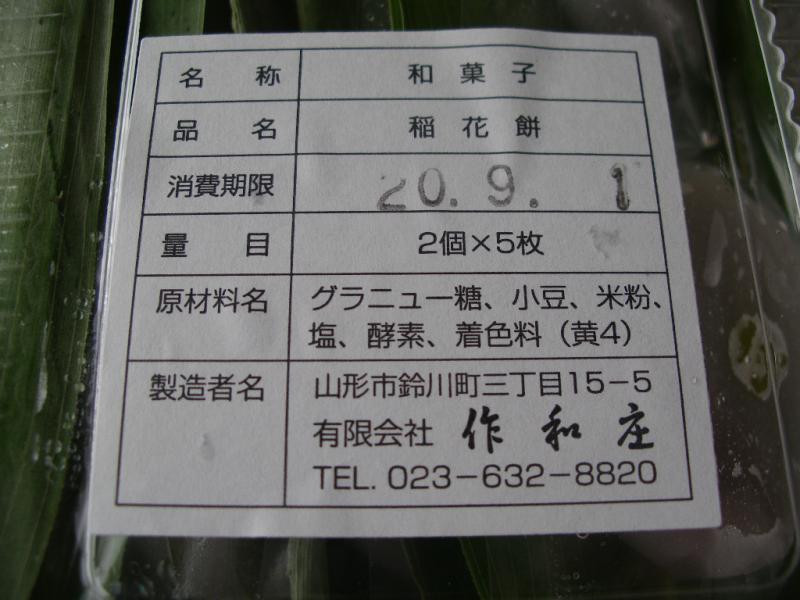 名称 和菓子
品名 稲花餅
消費期限 20.9. 1
量目 2個×5枚
原材料名 グラニュー糖、小豆、米粉、
塩、酵素、着色料（黄4）
製造者名 山形市鈴川町三丁目15-5
有限会社 作和庄
TEL. 023-632-8820